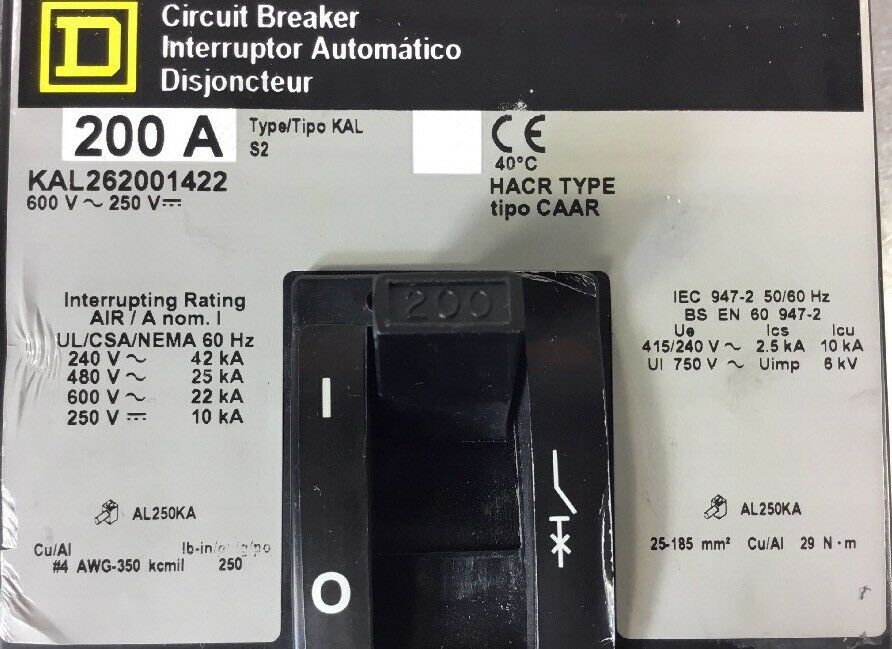 D
Circuit Breaker
Interruptor Automático
Disjoncteur
200 A
Type/Tipo KAL
S2
CE
40°C
KAL262001422
600 V ~ 250 V⎓
HACR TYPE
tipo CAAR
200
Interrupting Rating
AIR / A nom. I
UL/CSA/NEMA 60 Hz
240 V ~ 42 kA
480 V ~ 25 kA
600 V ~ 22 kA
250 V ⎓ 10 kA
IEC 947-2 50/60 Hz
BS EN 60 947-2
Ue Ics Icu
415/240 V ~ 2.5 kA 10 kA
UI 750 V ~ Uimp 6 kV
I
O
AL250KA
Cu/Al lb-in/
#4 AWG-350 kcmil 250
AL250KA
25-185 mm² Cu/Al 29 N·m